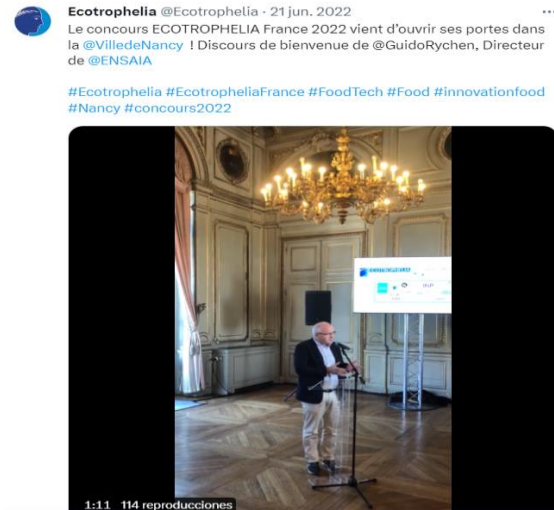 Ecotrophelia @Ecotrophelia · 21 jun. 2022
Le concours ECOTROPHELIA France 2022 vient d’ouvrir ses portes dans
la @VilledeNancy ! Discours de bienvenue de @GuidoRychen, Directeur
de @ENSAIA
#Ecotrophelia #EcotropheliaFrance #FoodTech #Food #innovationfood
#Nancy #concours2022
1:11 114 reproducciones